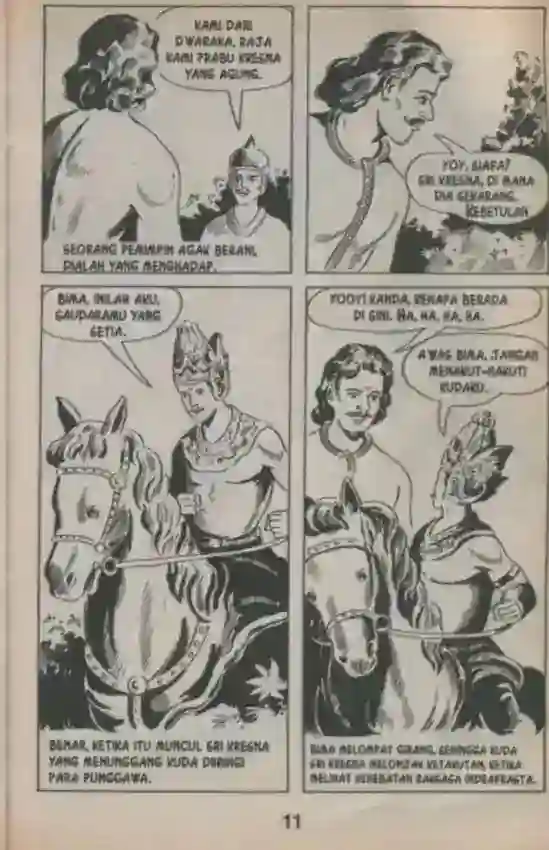 KAMI DARI
DWARAKA, RAJA
KAMI PRABU KRESNA
YANG AGUNG.
SEORANG PEMIMPIN AGAK BERANI,
DIALAH YANG MENGHADAP.
YOY, SIAPA?
SRI KRESNA, DI MANA
DIA SEKARANG.
KEBETULAN
BIMA, INILAH AKU,
SAUDARAMU YANG
SETIA.
BENAR, KETIKA ITU MUNCUL SRI KRESNA
YANG MENUNGGANG KUDA DIIRINGI
PARA PUNGGAWA.
YOOY! KANDA, KENAPA BERADA
DI SINI. HA, HA, HA, HA.
AWAS BIMA, JANGAN
MENAKUT-NAKUTI
KUDAKU.
BIMA MELOMPAT GIRANG, SEHINGGA KUDA
SRI KRESNA MELONJAK KETAKUTAN, KETIKA
MELIHAT KEHEBATAN RAKSASA INDRAPRASTA.
11